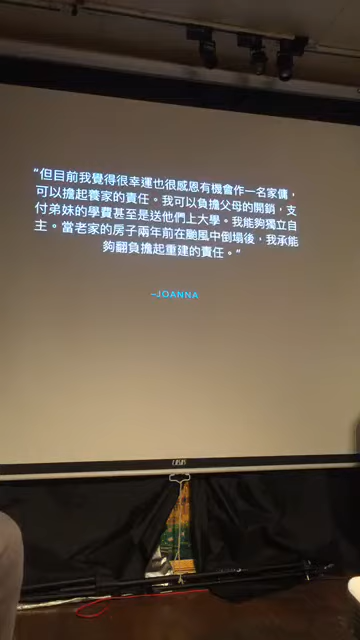 “但目前我覺得很幸運也很感恩有機會作一名家傭，
可以擔起養家的責任。我可以負擔父母的開銷，支
付弟妹的學費甚至是送他們上大學。我能夠獨立自
主。當老家的房子兩年前在颱風中倒塌後，我承能
夠翻負擔起重建的責任。”
–JOANNA